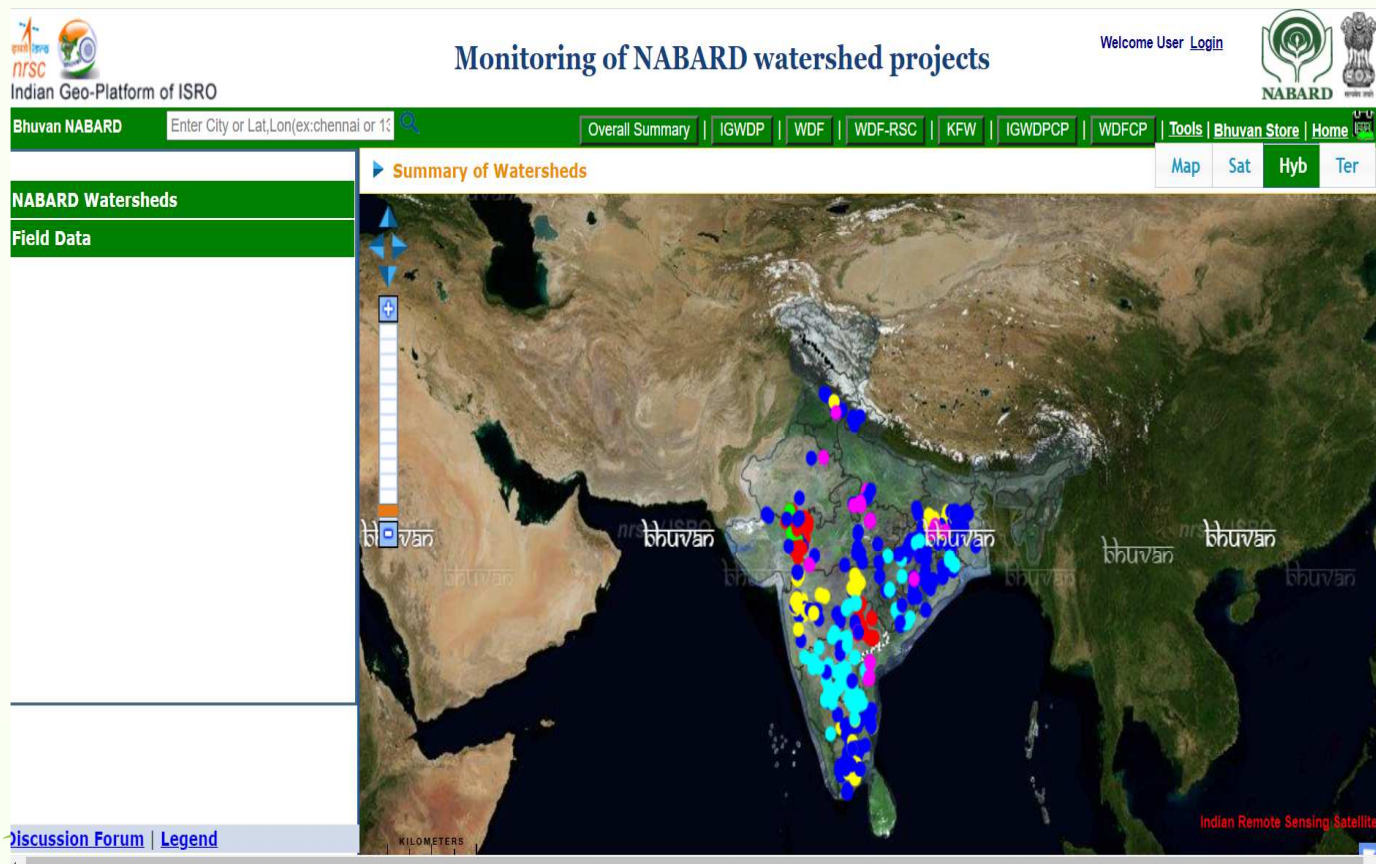 nrsc
Indian Geo-Platform of ISRO
Monitoring of NABARD watershed projects
Welcome User Login
NABARD
Bhuvan NABARD
Enter City or Lat,Lon(ex:chennai or 13
Overall Summary | IGWDP | WDF | WDF-RSC | KFW | IGWDPCP | WDFCP | Tools | Bhuvan Store | Home
Summary of Watersheds
Map Sat Hyb Ter
NABARD Watersheds
Field Data
bhuvan bhuvan bhuvan bhuvan
bhuvan
bhuvan bhuvan bhuvan
Discussion Forum | Legend
KILOMETERS
Indian Remote Sensing Satellite